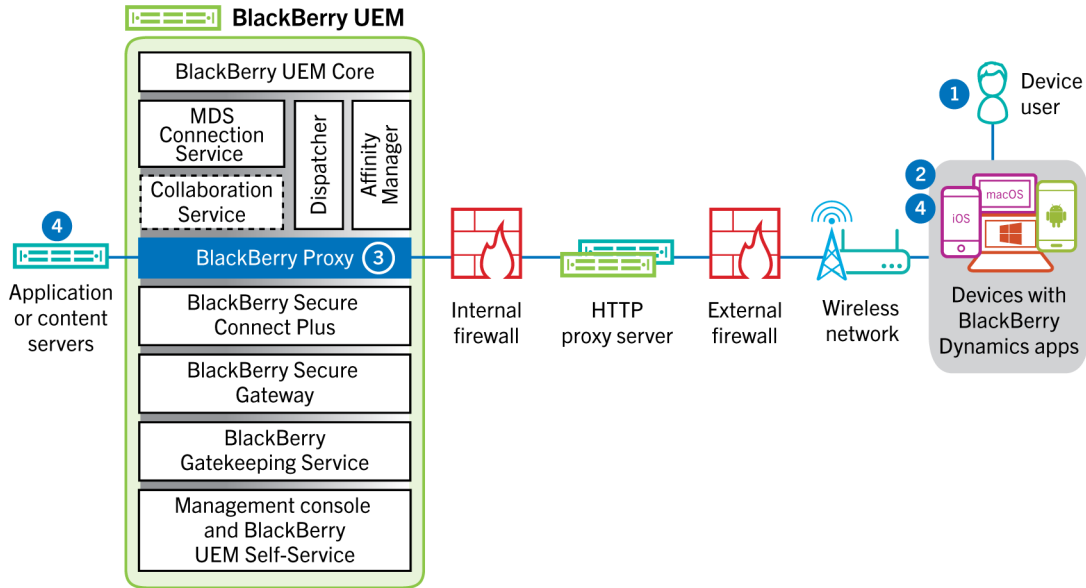 BlackBerry UEM
BlackBerry UEM Core
MDS
Connection
Service
Dispatcher
Affinity
Manager
Collaboration
Service
BlackBerry Proxy 3
BlackBerry Secure
Connect Plus
BlackBerry Secure
Gateway
BlackBerry
Gatekeeping Service
Management console
and BlackBerry
UEM Self-Service
4
Application
or content
servers
Internal
firewall
HTTP
proxy server
External
firewall
Wireless
network
1
Device
user
2
4
iOS
macOS
Devices with
BlackBerry
Dynamics apps